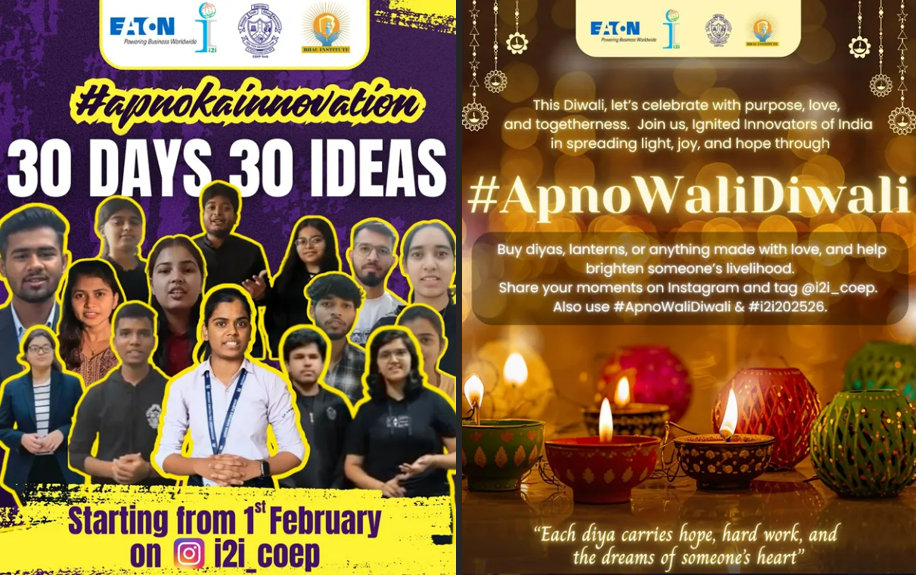 EATON
Powering Business Worldwide
i2i
BHAU INSTITUTE
#apnokainnovation
30 DAYS 30 IDEAS
Starting from 1st February
on i2i_coep
EATON
Powering Business Worldwide
i2i
BHAU INSTITUTE
This Diwali, let's celebrate with purpose, love,
and togetherness. Join us, Ignited Innovators of India
in spreading light, joy, and hope through
#ApnoWaliDiwali
Buy diyas, lanterns, or anything made with love, and help
brighten someone's livelihood.
Share your moments on Instagram and tag @i2i_coep.
Also use #ApnoWaliDiwali & #i2i202526.
"Each diya carries hope, hard work, and
the dreams of someone's heart"